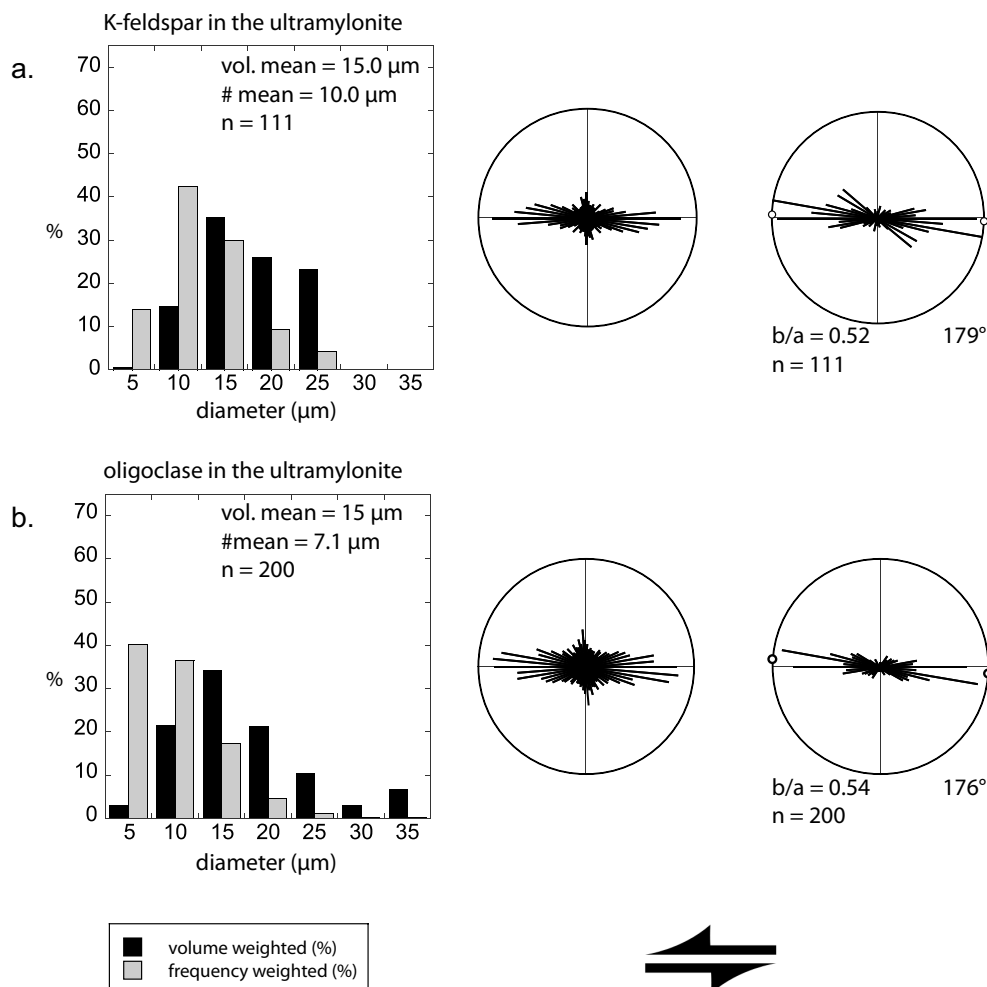 K-feldspar in the ultramylonite
a.
70
60
50
40
%
30
20
10
0
vol. mean = 15.0 µm
# mean = 10.0 µm
n = 111
5 10 15 20 25 30 35
diameter (µm)
b/a = 0.52 179°
n = 111
oligoclase in the ultramylonite
b.
70
60
50
40
%
30
20
10
0
vol. mean = 15 µm
#mean = 7.1 µm
n = 200
5 10 15 20 25 30 35
diameter (µm)
b/a = 0.54 176°
n = 200
volume weighted (%)
frequency weighted (%)